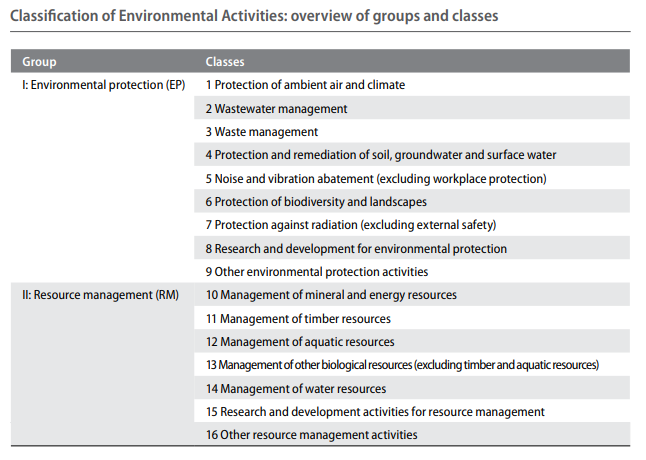 Classification of Environmental Activities: overview of groups and classes
Group Classes
I: Environmental protection (EP) 1 Protection of ambient air and climate
2 Wastewater management
3 Waste management
4 Protection and remediation of soil, groundwater and surface water
5 Noise and vibration abatement (excluding workplace protection)
6 Protection of biodiversity and landscapes
7 Protection against radiation (excluding external safety)
8 Research and development for environmental protection
9 Other environmental protection activities
II: Resource management (RM) 10 Management of mineral and energy resources
11 Management of timber resources
12 Management of aquatic resources
13 Management of other biological resources (excluding timber and aquatic resources)
14 Management of water resources
15 Research and development activities for resource management
16 Other resource management activities